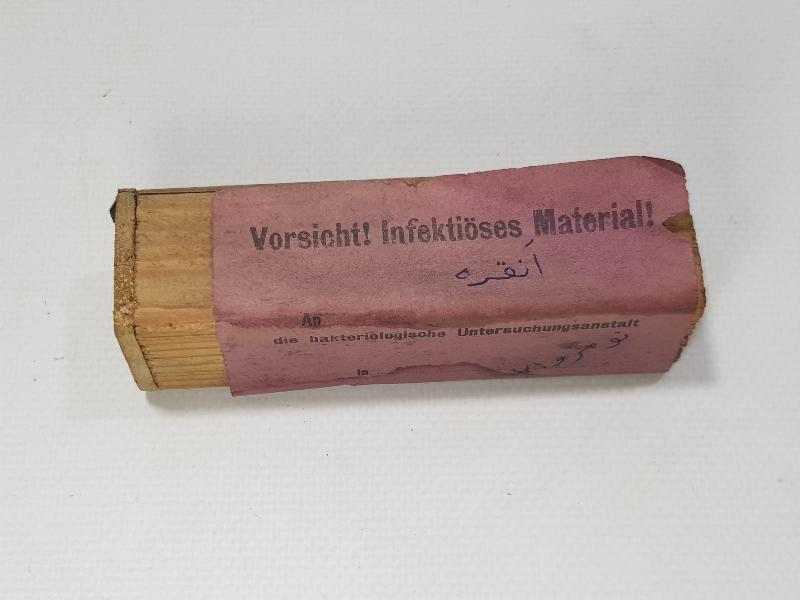 Vorsicht! Infektiöses Material!
أنقره
An
die bakteriologische Untersuchungsanstalt
in